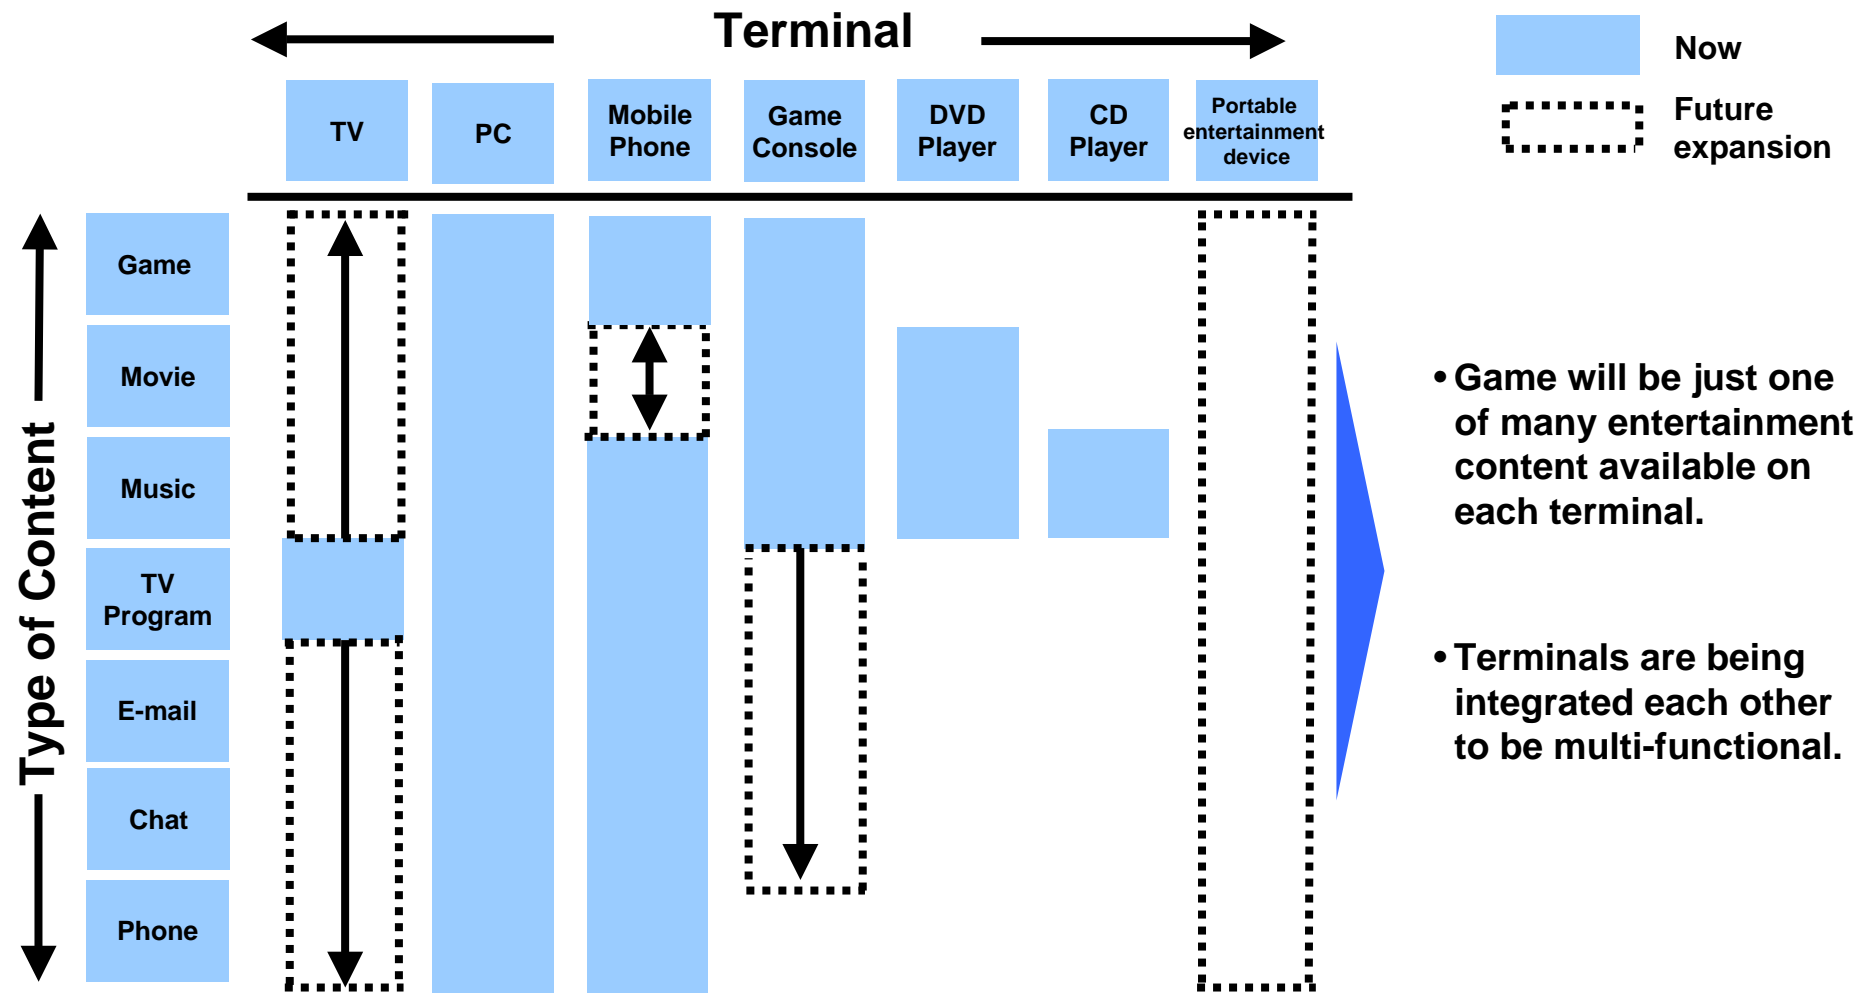 Terminal
Now
Future
expansion
TV
PC
Mobile
Phone
Game
Console
DVD
Player
CD
Player
Portable
entertainment
device
Type of Content
Game
Movie
Music
TV
Program
E-mail
Chat
Phone
• Game will be just one
of many entertainment
content available on
each terminal.
• Terminals are being
integrated each other
to be multi-functional.